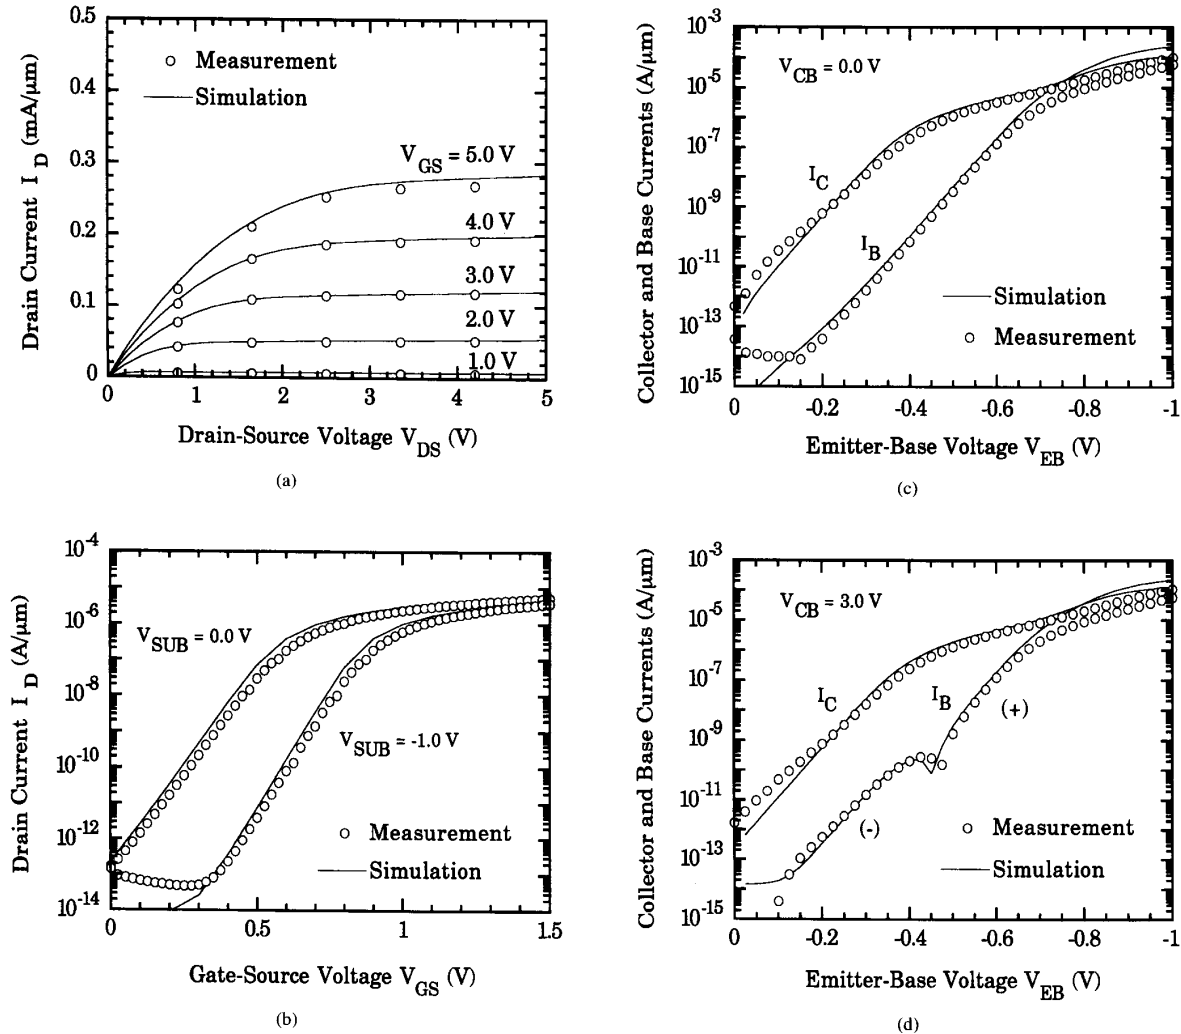 0.5
0.4
0.3
0.2
0.1
0
Drain Current I_D (mA/μm)
Measurement
Simulation
V_GS = 5.0 V
4.0 V
3.0 V
2.0 V
1.0 V
0 1 2 3 4 5
Drain-Source Voltage V_DS (V)
(a)
10^-3
10^-5
10^-7
10^-9
10^-11
10^-13
10^-15
Collector and Base Currents (A/μm)
V_CB = 0.0 V
I_C
I_B
Simulation
Measurement
0 -0.2 -0.4 -0.6 -0.8 -1
Emitter-Base Voltage V_EB (V)
(c)
10^-4
10^-6
10^-8
10^-10
10^-12
10^-14
Drain Current I_D (A/μm)
V_SUB = 0.0 V
V_SUB = -1.0 V
Measurement
Simulation
0 0.5 1 1.5
Gate-Source Voltage V_GS (V)
(b)
10^-3
10^-5
10^-7
10^-9
10^-11
10^-13
10^-15
Collector and Base Currents (A/μm)
V_CB = 3.0 V
I_C
I_B
(+)
(-)
Measurement
Simulation
0 -0.2 -0.4 -0.6 -0.8 -1
Emitter-Base Voltage V_EB (V)
(d)